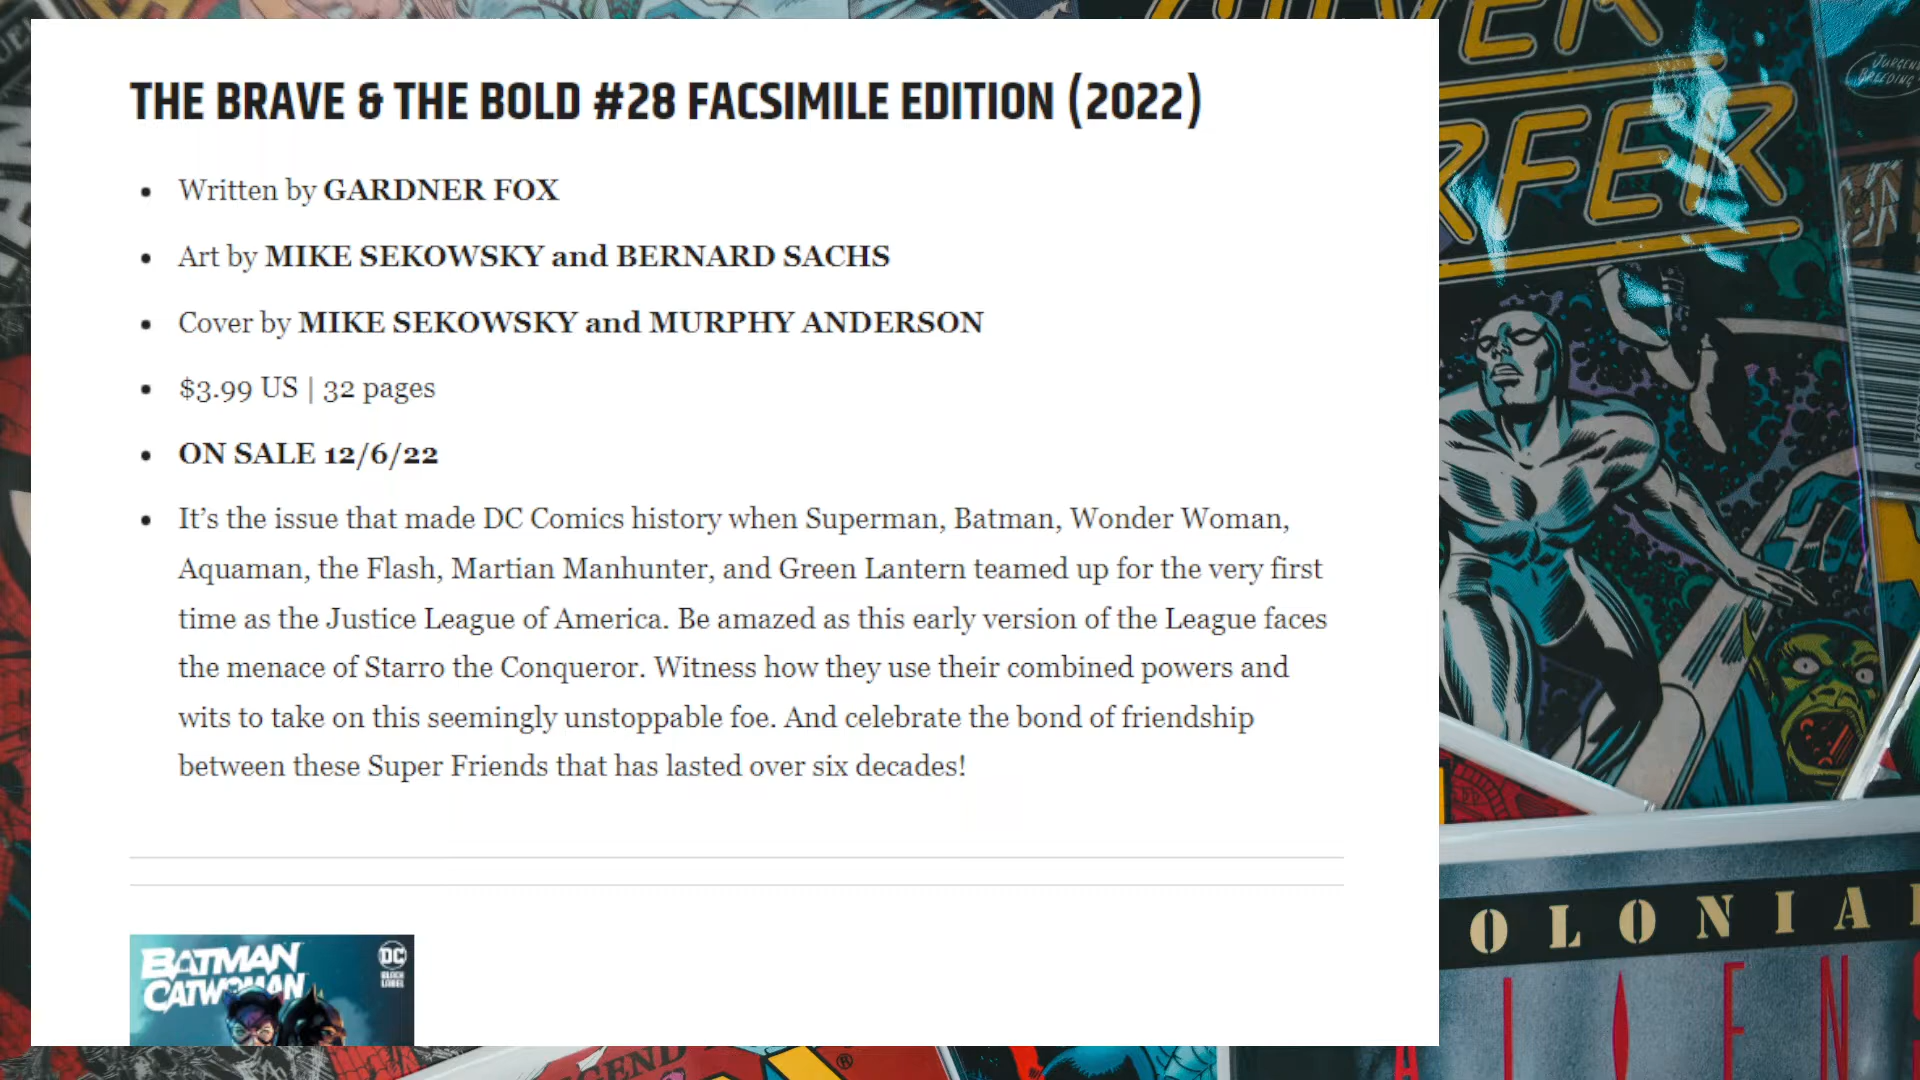 THE BRAVE & THE BOLD #28 FACSIMILE EDITION (2022)
• Written by GARDNER FOX
• Art by MIKE SEKOWSKY and BERNARD SACHS
• Cover by MIKE SEKOWSKY and MURPHY ANDERSON
• $3.99 US | 32 pages
• ON SALE 12/6/22
• It’s the issue that made DC Comics history when Superman, Batman, Wonder Woman,
Aquaman, the Flash, Martian Manhunter, and Green Lantern teamed up for the very first
time as the Justice League of America. Be amazed as this early version of the League faces
the menace of Starro the Conqueror. Witness how they use their combined powers and
wits to take on this seemingly unstoppable foe. And celebrate the bond of friendship
between these Super Friends that has lasted over six decades!
BATMAN
CATWOMAN
DC
BLACK
LABEL
OLONIA
ALIEN